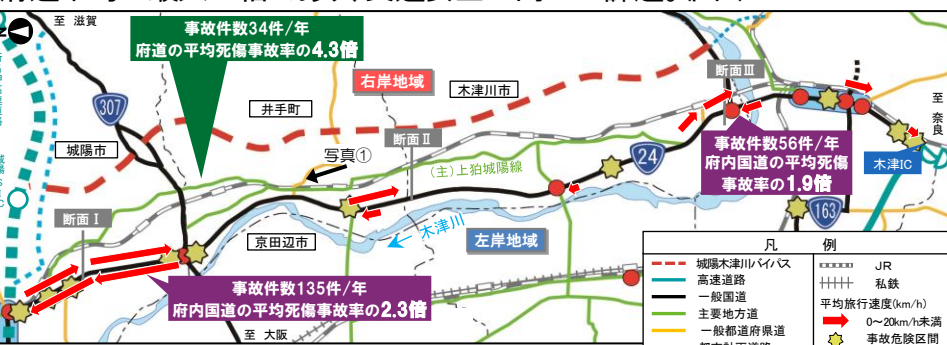 至 滋賀
事故件数34件/年
府道の平均死傷事故率の4.3倍
右岸地域
断面Ⅲ
井手町
木津川市
307
至 奈良
城陽市
断面Ⅱ
写真①
事故件数56件/年
府内国道の平均死傷
事故率の1.9倍
24
木津IC
(主)上狛城陽線
163
断面Ⅰ
木津川
京田辺市
左岸地域
事故件数135件/年
府内国道の平均死傷事故率の2.3倍
至 大阪
凡 例
城陽木津川バイパス
高速道路
一般国道
主要地方道
一般都道府県道
JR
私鉄
平均旅行速度(km/h)
0~20km/h未満
事故危険区間